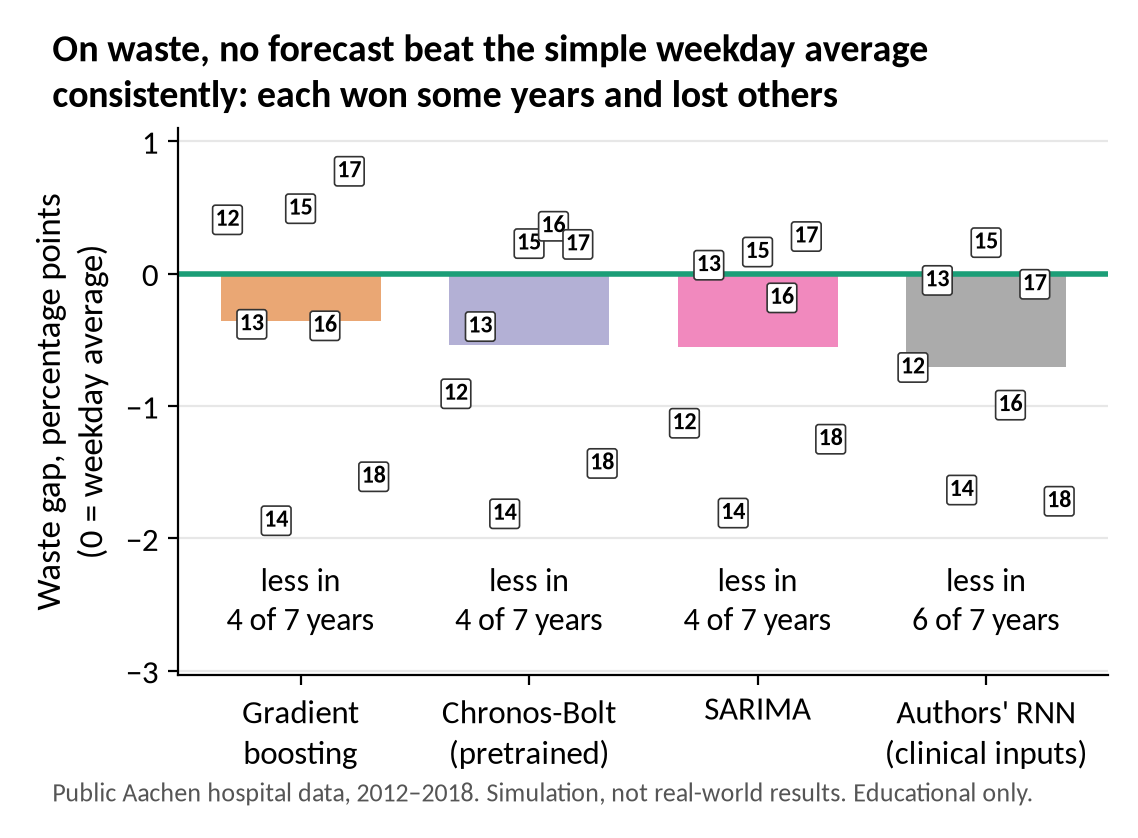 On waste, no forecast beat the simple weekday average
consistently: each won some years and lost others
Waste gap, percentage points
(0 = weekday average)
1
0
−1
−2
−3
12
13
14
15
16
17
18
12
13
14
15
16
17
18
12
13
14
15
16
17
18
12
13
14
15
16
17
18
less in
4 of 7 years
less in
4 of 7 years
less in
4 of 7 years
less in
6 of 7 years
Gradient
boosting
Chronos-Bolt
(pretrained)
SARIMA
Authors' RNN
(clinical inputs)
Public Aachen hospital data, 2012–2018. Simulation, not real-world results. Educational only.